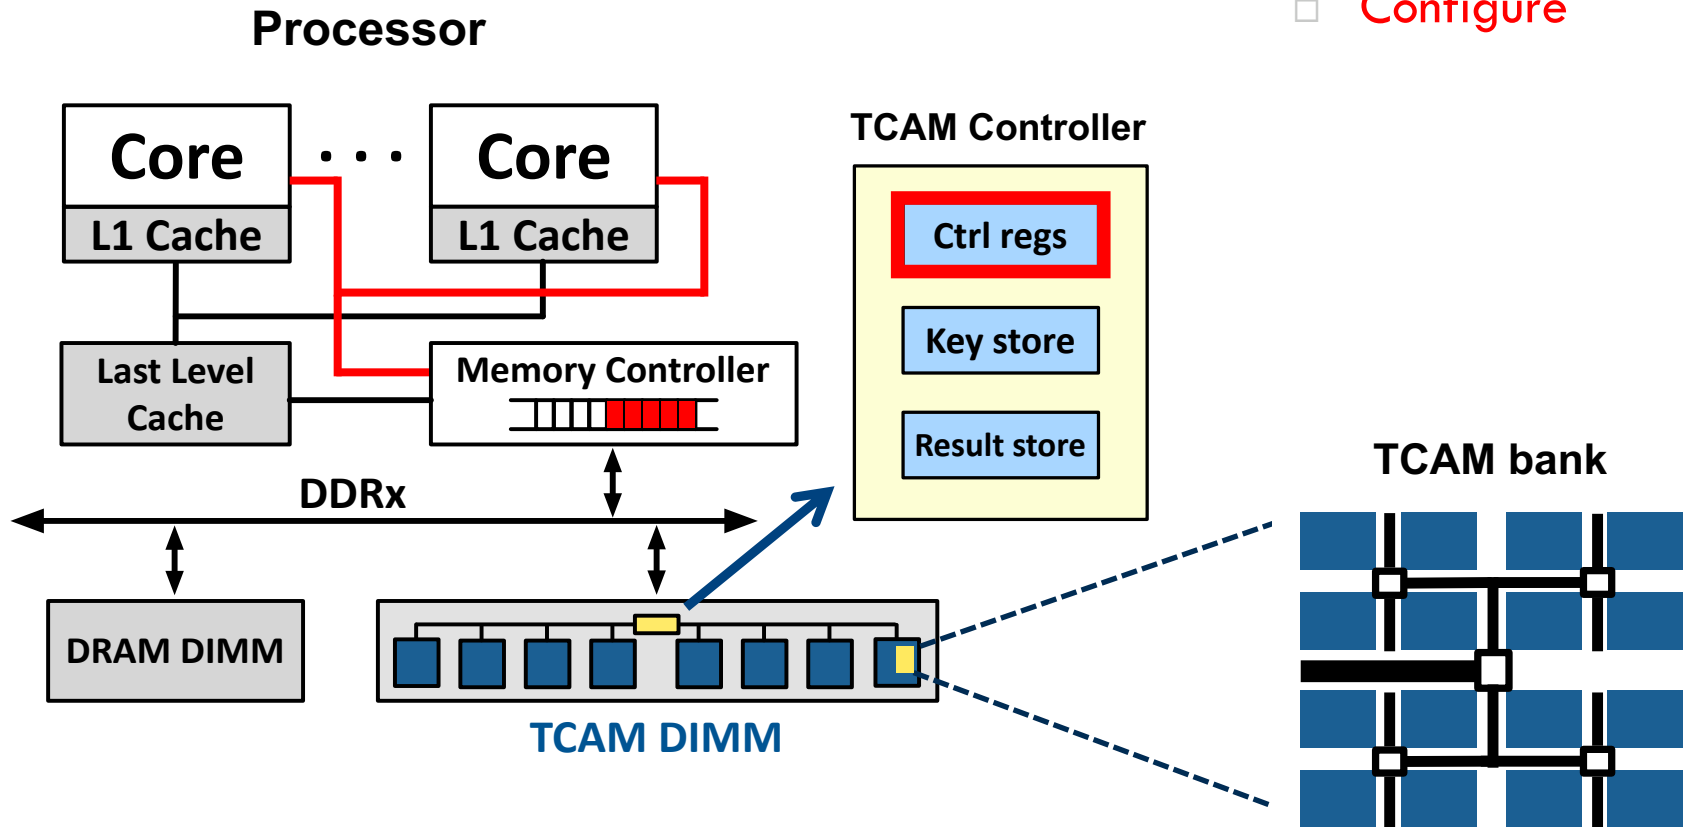 Configure
Processor
Core
. . .
Core
L1 Cache
L1 Cache
Last Level
Cache
Memory Controller
DDRx
DRAM DIMM
TCAM DIMM
TCAM Controller
Ctrl regs
Key store
Result store
TCAM bank